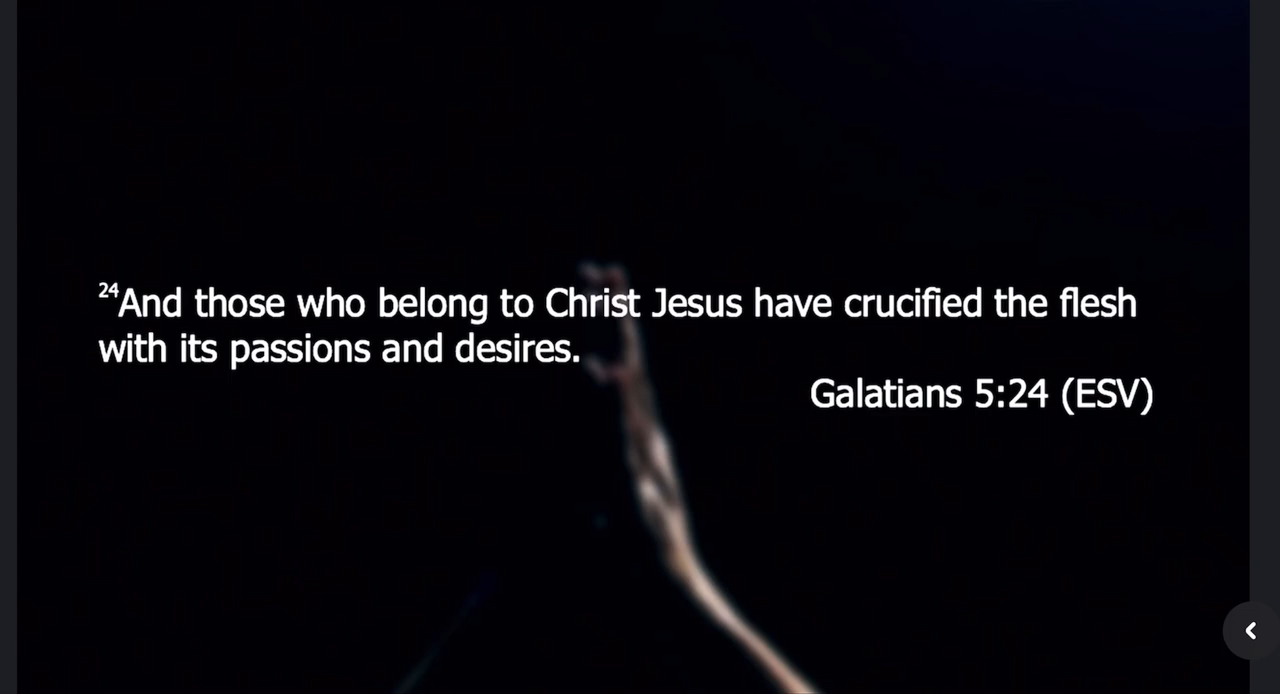 24And those who belong to Christ Jesus have crucified the flesh
with its passions and desires.
Galatians 5:24 (ESV)